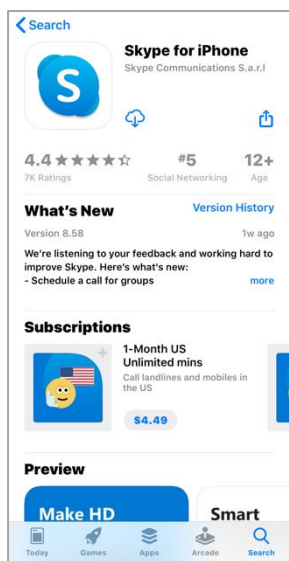 Search
Skype for iPhone
Skype Communications S.a.r.l
4.4
#5
12+
7K Ratings
Social Networking
Age
What's New
Version History
Version 8.58
1w ago
We're listening to your feedback and working hard to
improve Skype. Here's what's new:
- Schedule a call for groups
more
Subscriptions
1-Month US
Unlimited mins
Call landlines and mobiles in
the US
$4.49
Preview
Make HD
Smart
Today
Games
Apps
Arcade
Search